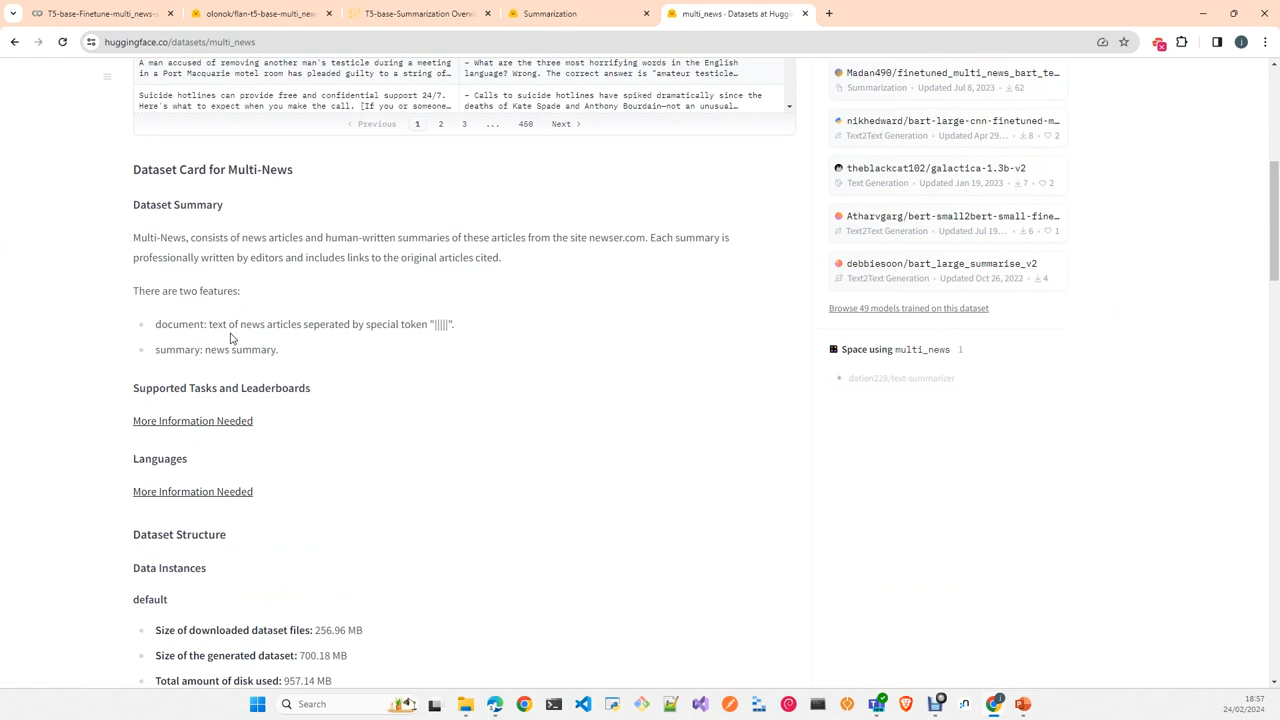 T5-base-Finetune-multi_news-s
olonok/flan-t5-base-multi_new
T5-base-Summarization Overvi
Summarization
multi_news · Datasets at Huggin
huggingface.co/datasets/multi_news
A man accused of removing another man's testicle during a meeting
in a Port Macquarie motel room has pleaded guilty to a string of…
– What are the three most horrifying words in the English
language? Wrong. The correct answer is "amateur testicle…
Suicide hotlines can provide free and confidential support 24/7.
Here's what to expect when you make the call. [If you or someone…
– Calls to suicide hotlines have spiked dramatically since the
deaths of Kate Spade and Anthony Bourdain—not an unusual…
< Previous 1 2 3 ... 450 Next >
Dataset Card for Multi-News
Dataset Summary
Multi-News, consists of news articles and human-written summaries of these articles from the site newser.com. Each summary is
professionally written by editors and includes links to the original articles cited.
There are two features:
document: text of news articles seperated by special token "|||||".
summary: news summary.
Supported Tasks and Leaderboards
More Information Needed
Languages
More Information Needed
Dataset Structure
Data Instances
default
Size of downloaded dataset files: 256.96 MB
Size of the generated dataset: 700.18 MB
Total amount of disk used: 957.14 MB
Madan490/finetuned_multi_news_bart_te…
Summarization • Updated Jul 8, 2023 • 62
nikhedward/bart-large-cnn-finetuned-m…
Text2Text Generation • Updated Apr 29… • 8 • 2
theblackcat102/galactica-1.3b-v2
Text Generation • Updated Jan 19, 2023 • 7 • 2
Atharvgarg/bert-small2bert-small-fine…
Text2Text Generation • Updated Jul 19… • 6 • 1
debbiesoon/bart_large_summarise_v2
Text2Text Generation • Updated Oct 26, 2022 • 4
Browse 49 models trained on this dataset
Space using multi_news 1
datien228/text-summarizer
Search
18:57
24/02/2024